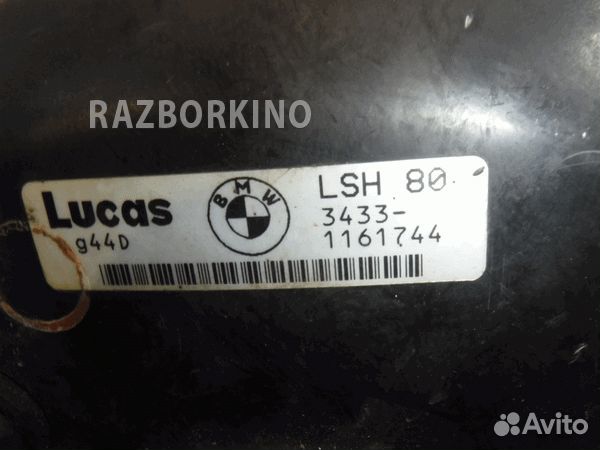 RAZBORKINO
Lucas
g44D
BMW
LSH 80
3433-
1161744
Avito